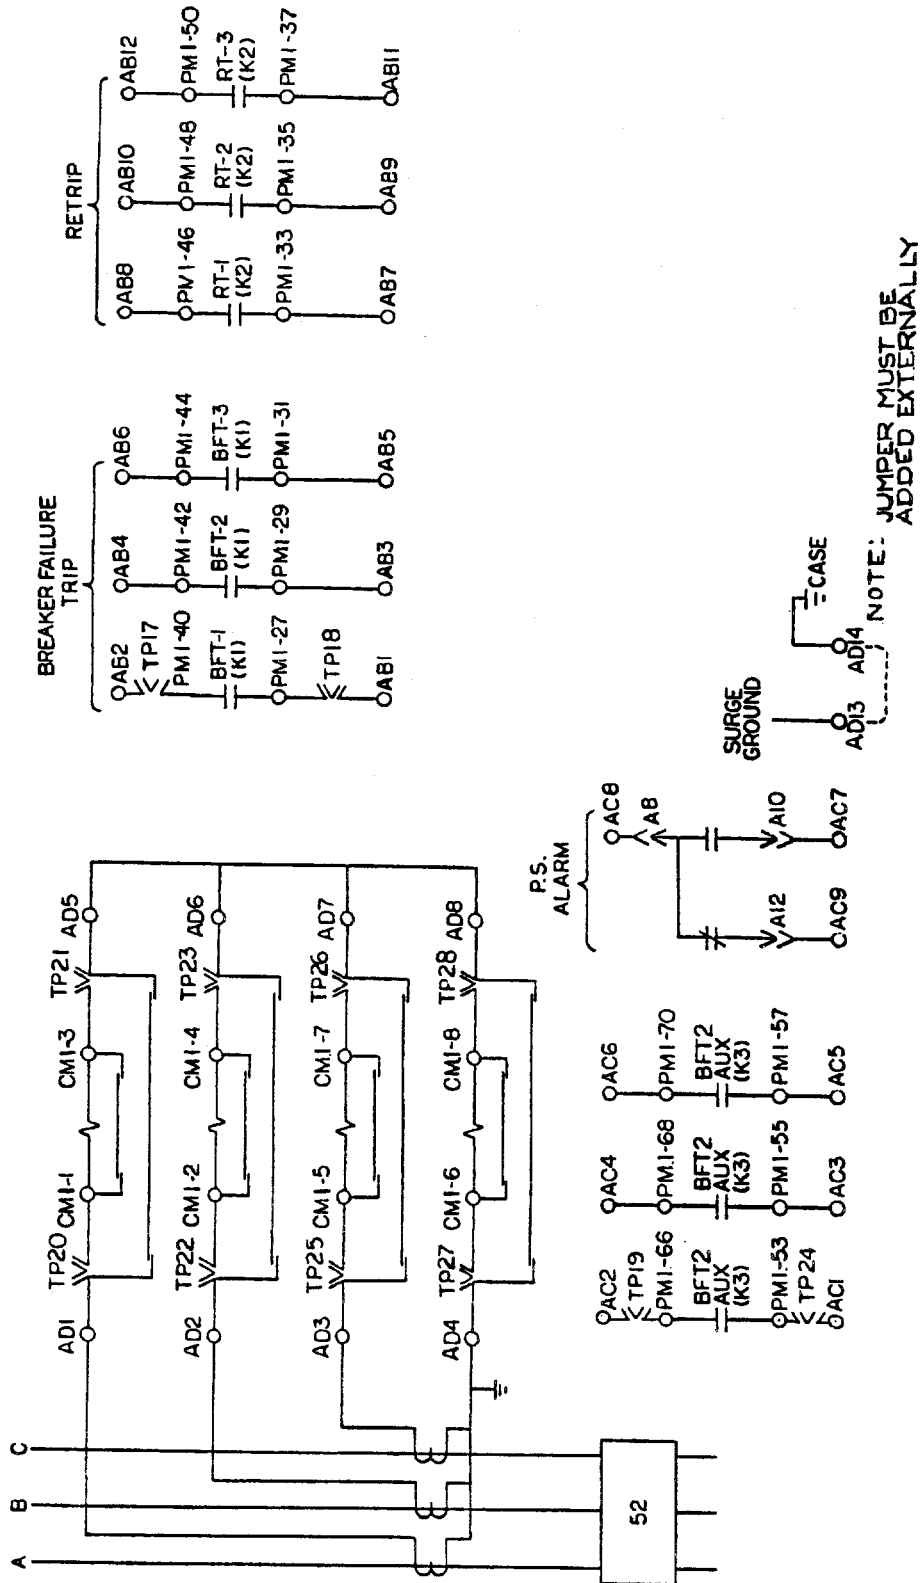 RETRIP
AB8
AB10
AB12
PM1-46
PM1-48
PM1-50
RT-1
(K2)
RT-2
(K2)
RT-3
(K2)
PM1-33
PM1-35
PM1-37
AB7
AB9
AB11
BREAKER FAILURE
TRIP
AB2
AB4
AB6
TP17
PM1-40
PM1-42
PM1-44
BFT-1
(K1)
BFT-2
(K1)
BFT-3
(K1)
PM1-27
PM1-29
PM1-31
TP18
AB1
AB3
AB5
A
B
C
52
AD1
TP20
CM1-1
CM1-3
TP21
AD5
AD2
TP22
CM1-2
CM1-4
TP23
AD6
AD3
TP25
CM1-5
CM1-7
TP26
AD7
AD4
TP27
CM1-6
CM1-8
TP28
AD8
AC2
AC4
AC6
TP19
PM1-66
PM1-68
PM1-70
BFT2
AUX
(K3)
BFT2
AUX
(K3)
BFT2
AUX
(K3)
PM1-53
PM1-55
PM1-57
TP24
AC1
AC3
AC5
P.S.
ALARM
AC8
A8
A12
A10
AC9
AC7
SURGE
GROUND
CASE
AD13
AD14
NOTE: JUMPER MUST BE
ADDED EXTERNALLY